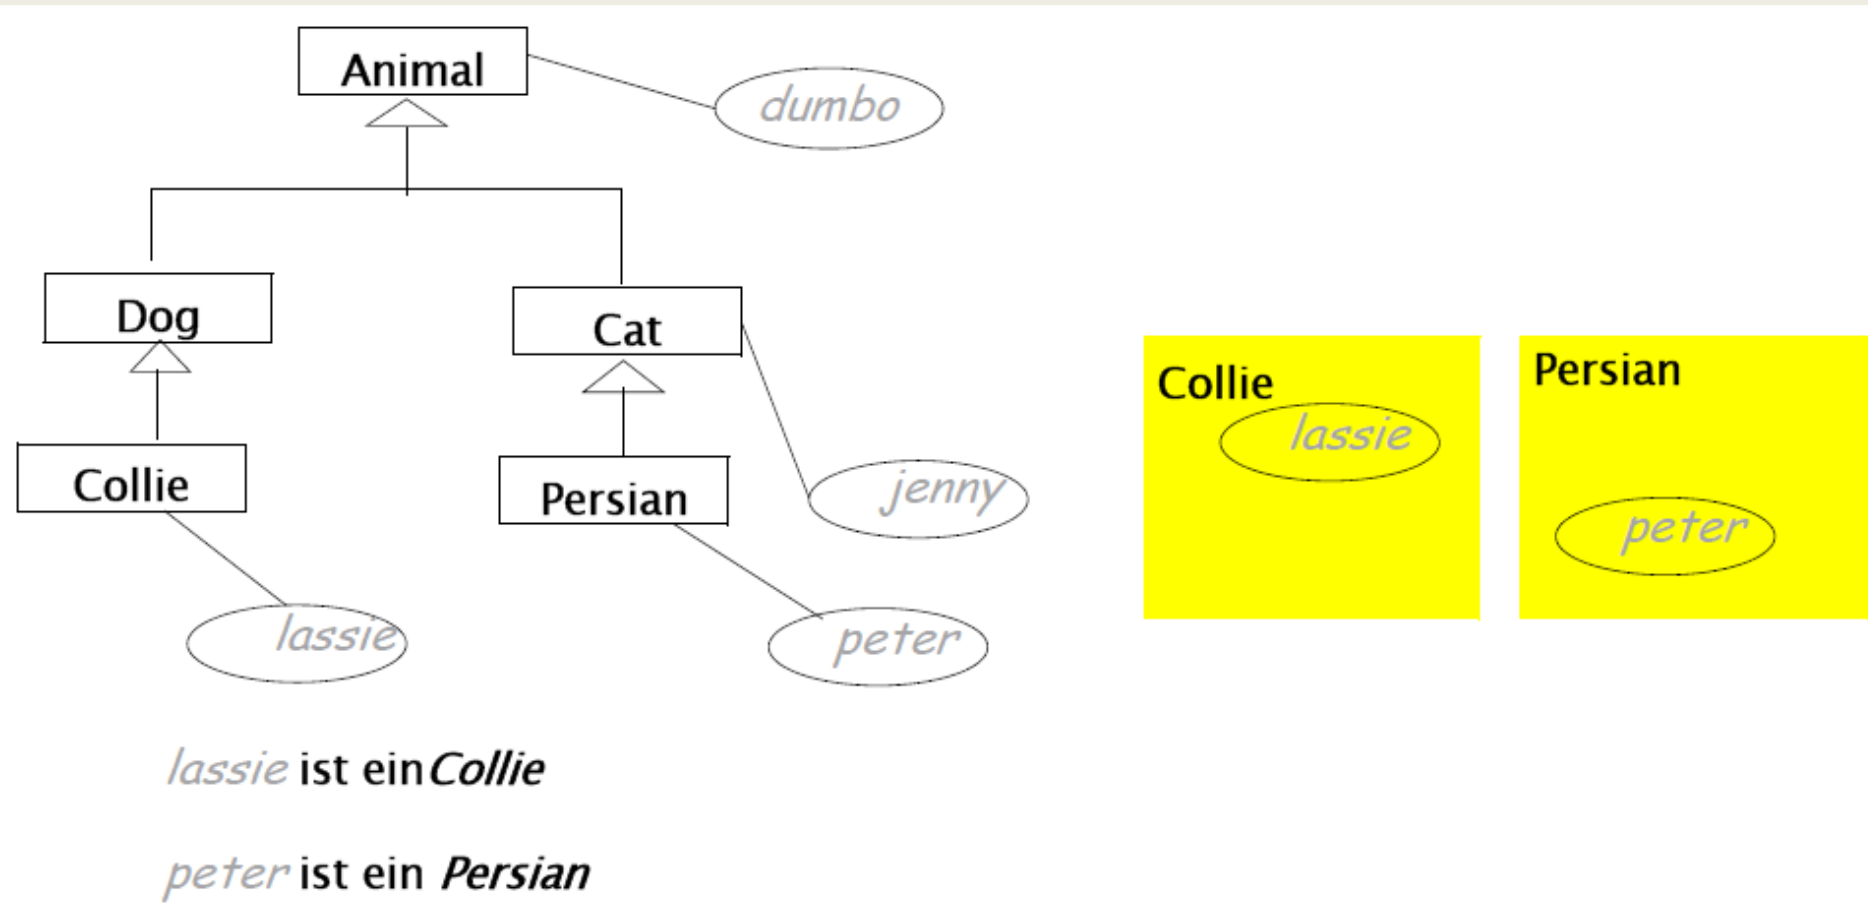 Animal
dumbo
Dog
Cat
Collie
Persian
jenny
lassie
peter
Collie
lassie
Persian
peter
lassie ist ein Collie
peter ist ein Persian